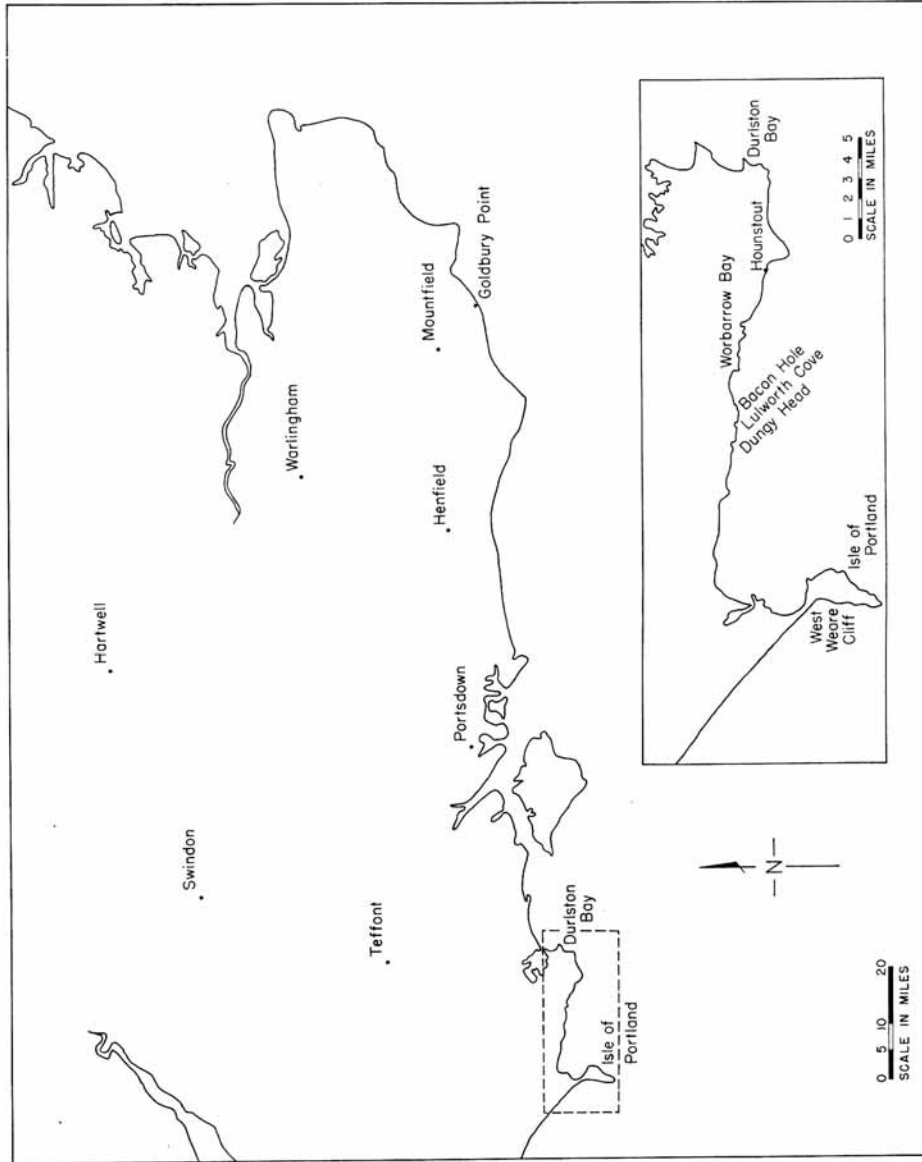 Hartwell
Swindon
Warlingham
Teffont
Mountfield
Henfield
Goldbury Point
Portsdown
Durlston
Bay
Isle of
Portland
—N—
0 5 10 20
SCALE IN MILES
Worbarrow Bay
Hounstout
Durlston
Bay
Bacon Hole
Lulworth Cove
Dungy Head
West
Weare
Cliff
Isle of
Portland
0 1 2 3 4 5
SCALE IN MILES